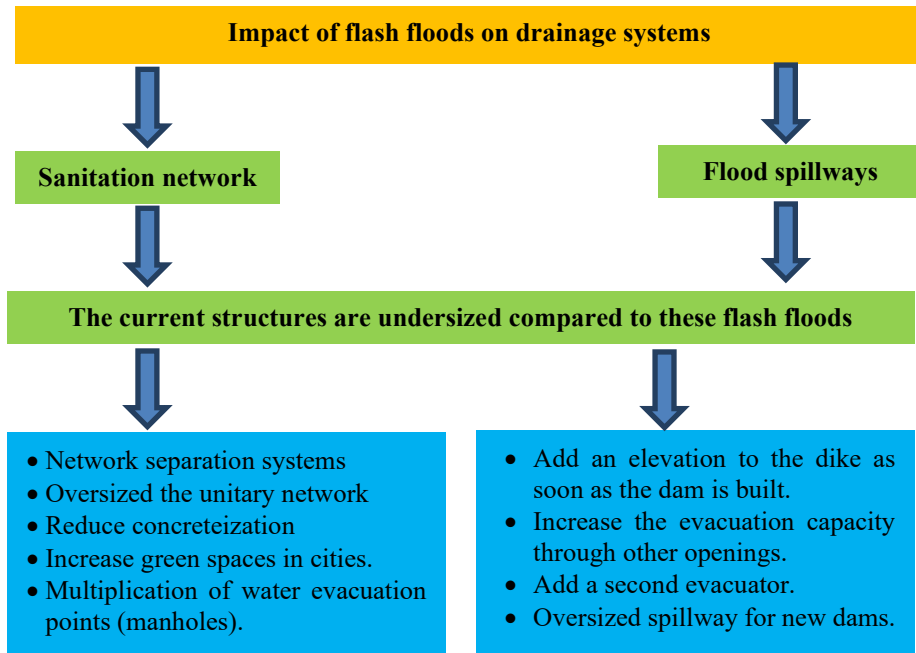 Impact of flash floods on drainage systems
Sanitation network
Flood spillways
The current structures are undersized compared to these flash floods
• Network separation systems
• Oversized the unitary network
• Reduce concreteization
• Increase green spaces in cities.
• Multiplication of water evacuation
points (manholes).
• Add an elevation to the dike as
soon as the dam is built.
• Increase the evacuation capacity
through other openings.
• Add a second evacuator.
• Oversized spillway for new dams.